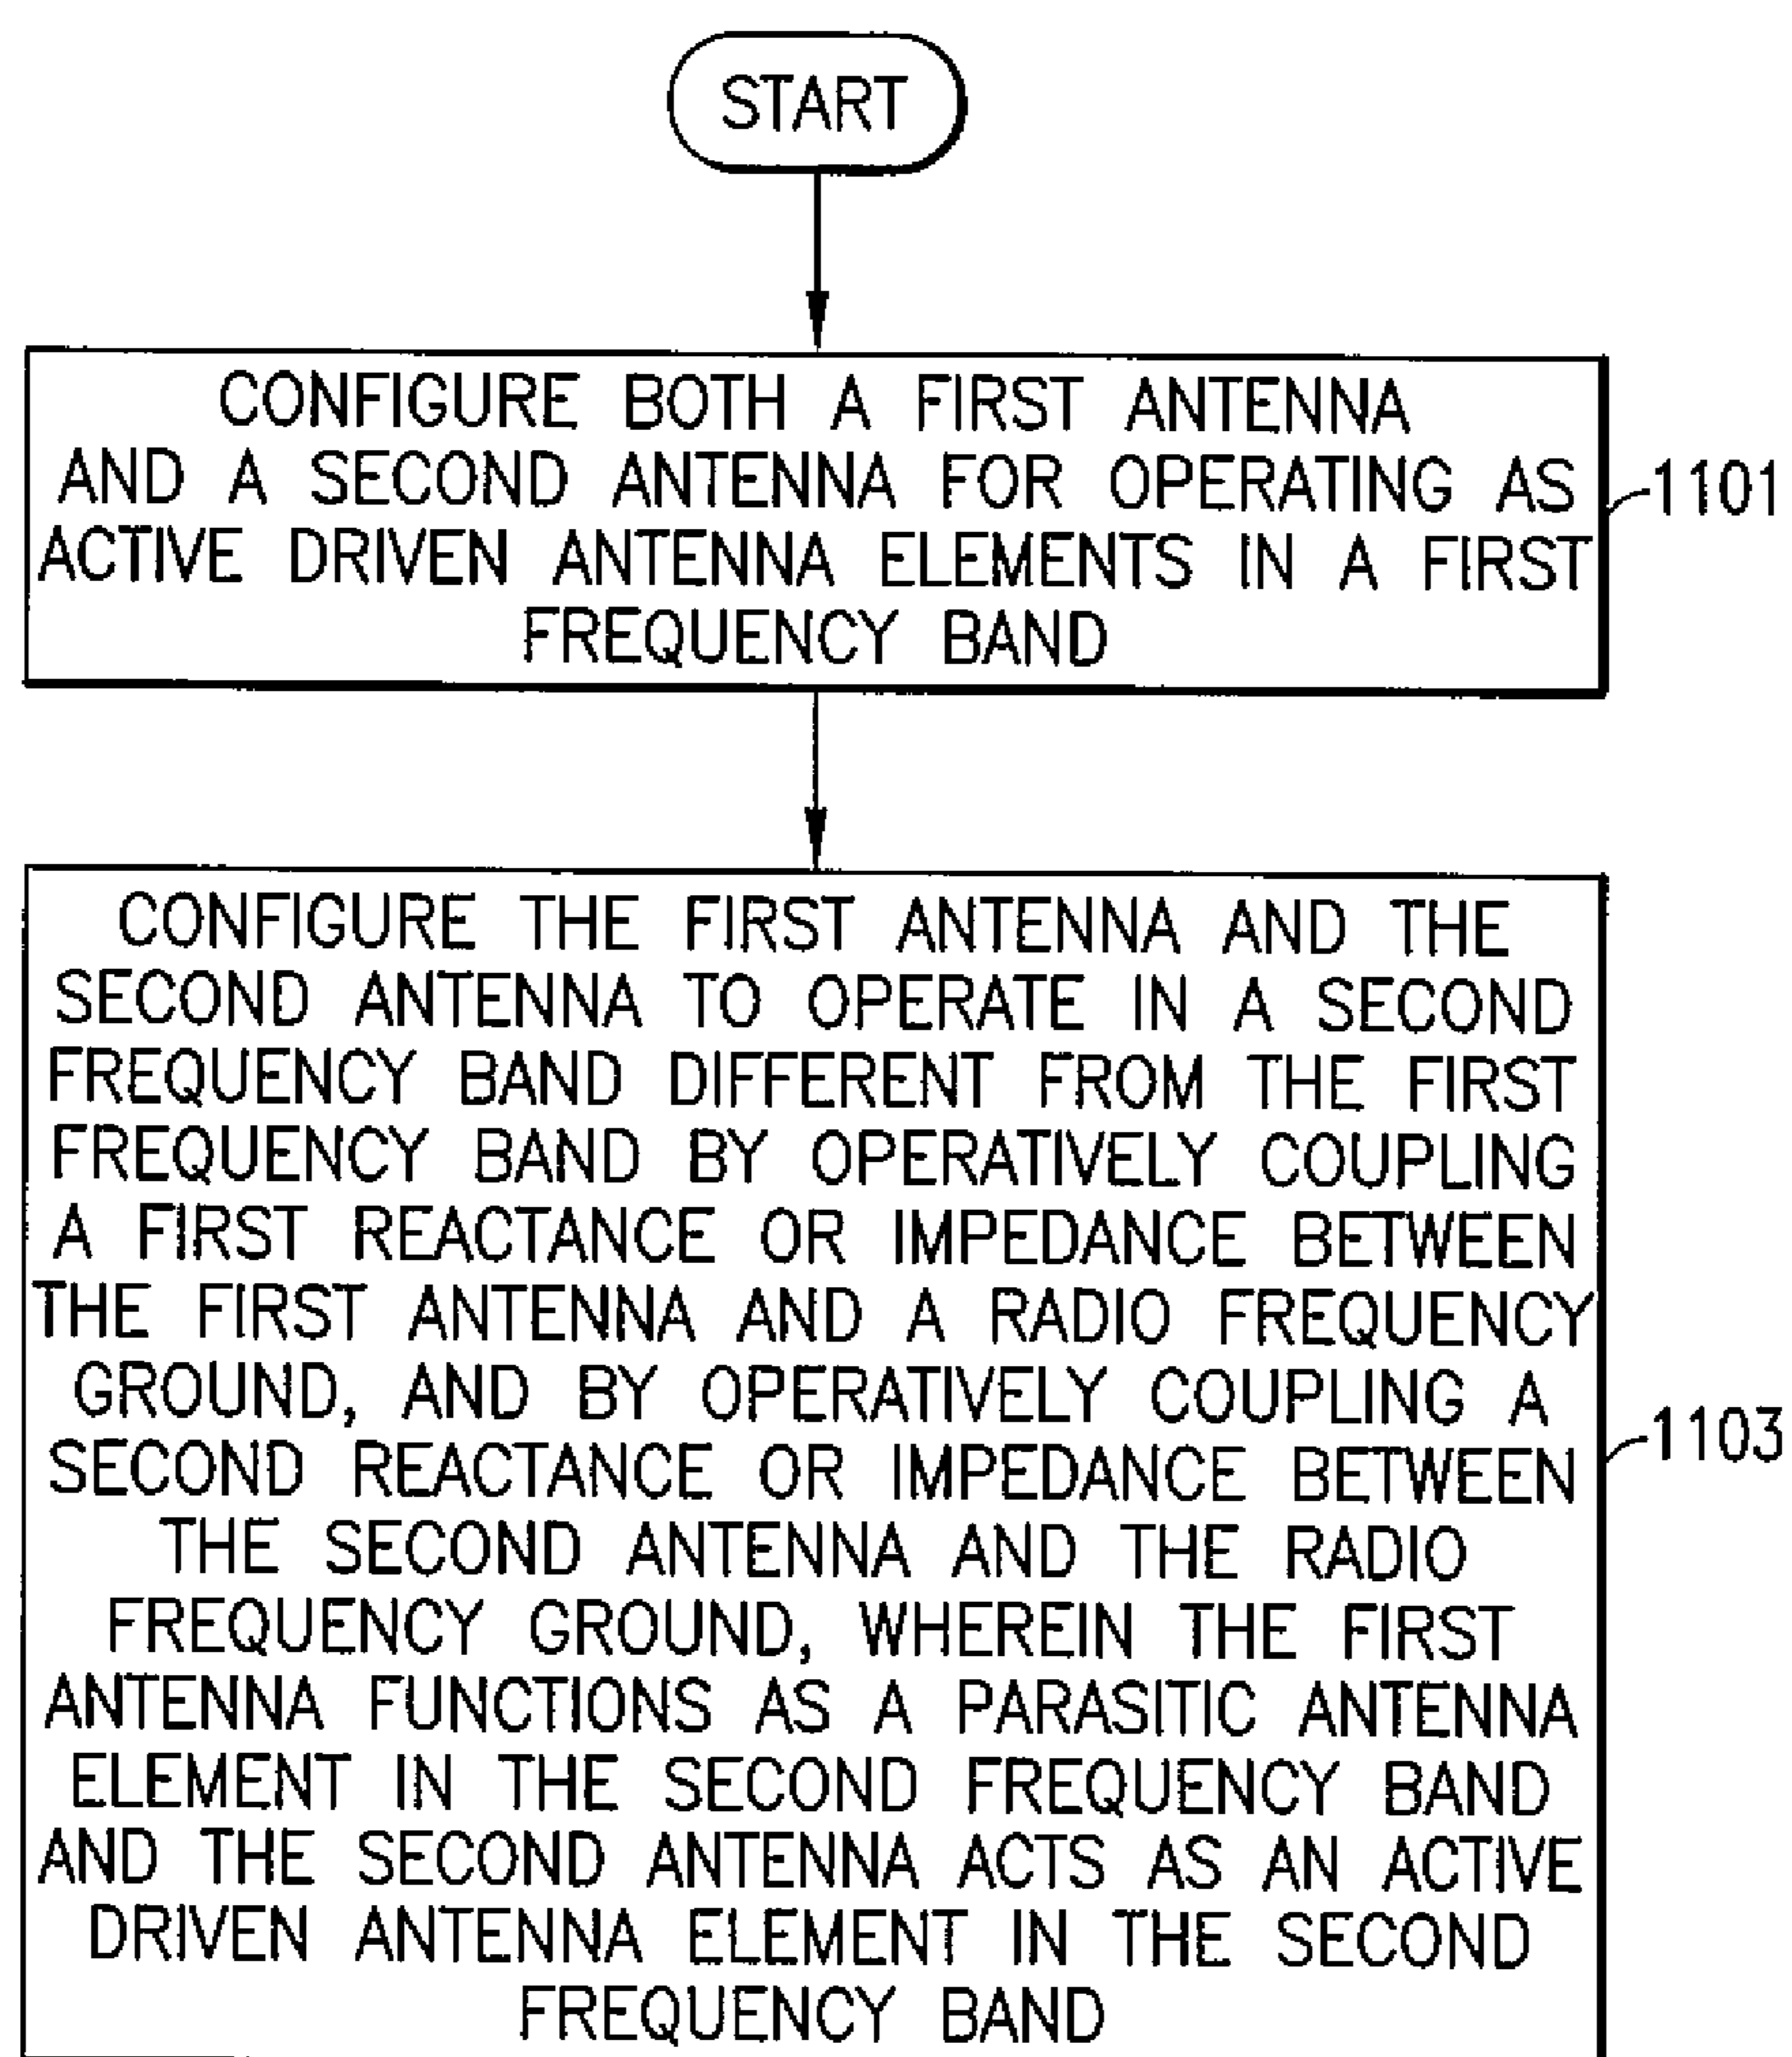 START
CONFIGURE BOTH A FIRST ANTENNA
AND A SECOND ANTENNA FOR OPERATING AS
ACTIVE DRIVEN ANTENNA ELEMENTS IN A FIRST
FREQUENCY BAND
1101
CONFIGURE THE FIRST ANTENNA AND THE
SECOND ANTENNA TO OPERATE IN A SECOND
FREQUENCY BAND DIFFERENT FROM THE FIRST
FREQUENCY BAND BY OPERATIVELY COUPLING
A FIRST REACTANCE OR IMPEDANCE BETWEEN
THE FIRST ANTENNA AND A RADIO FREQUENCY
GROUND, AND BY OPERATIVELY COUPLING A
SECOND REACTANCE OR IMPEDANCE BETWEEN
THE SECOND ANTENNA AND THE RADIO
FREQUENCY GROUND, WHEREIN THE FIRST
ANTENNA FUNCTIONS AS A PARASITIC ANTENNA
ELEMENT IN THE SECOND FREQUENCY BAND
AND THE SECOND ANTENNA ACTS AS AN ACTIVE
DRIVEN ANTENNA ELEMENT IN THE SECOND
FREQUENCY BAND
1103